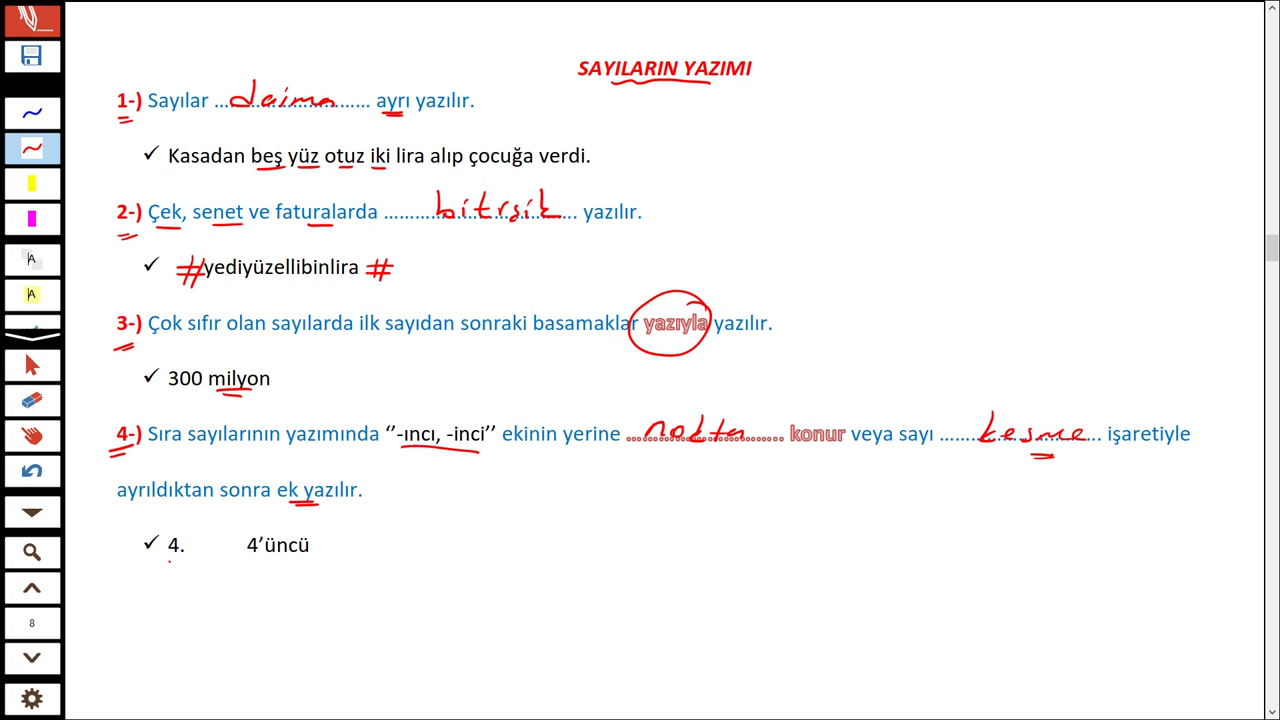 SAYILARIN YAZIMI
1-) Sayılar ... daima ... ayrı yazılır.
✓ Kasadan beş yüz otuz iki lira alıp çocuğa verdi.
2-) Çek, senet ve faturalarda ... bitişik ... yazılır.
✓ #yediyüzellibinlira #
3-) Çok sıfır olan sayılarda ilk sayıdan sonraki basamaklar yazıyla yazılır.
✓ 300 milyon
4-) Sıra sayılarının yazımında ‘’-ıncı, -inci’’ ekinin yerine ... nokta ... konur veya sayı ... kesme ... işaretiyle
ayrıldıktan sonra ek yazılır.
✓ 4. 4’üncü
A
A
8